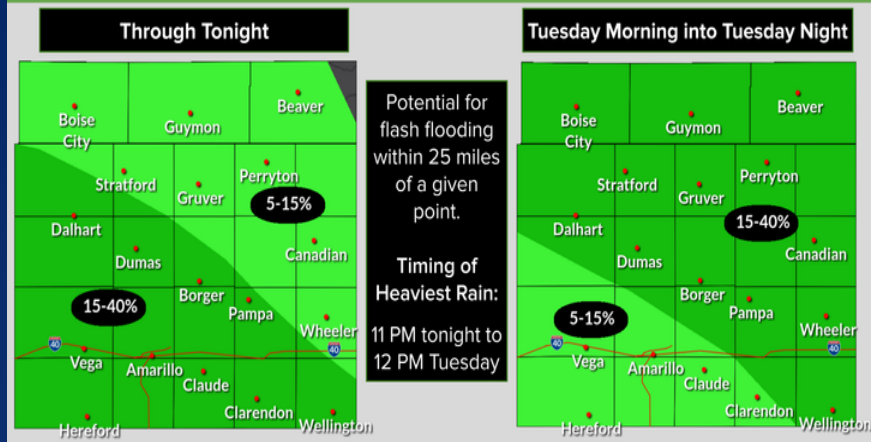 Through Tonight
Boise
City
Guymon
Beaver
Stratford
Gruver
Perryton
5-15%
Dalhart
Dumas
Canadian
15-40%
Borger
Pampa
Wheeler
40
40
Vega
Amarillo
Claude
Clarendon
Hereford
Wellington
Potential for
flash flooding
within 25 miles
of a given
point.
Timing of
Heaviest Rain:
11 PM tonight to
12 PM Tuesday
Tuesday Morning into Tuesday Night
Boise
City
Guymon
Beaver
Stratford
Gruver
Perryton
15-40%
Dalhart
Dumas
Canadian
Borger
Pampa
5-15%
Wheeler
40
40
Vega
Amarillo
Claude
Clarendon
Hereford
Wellington